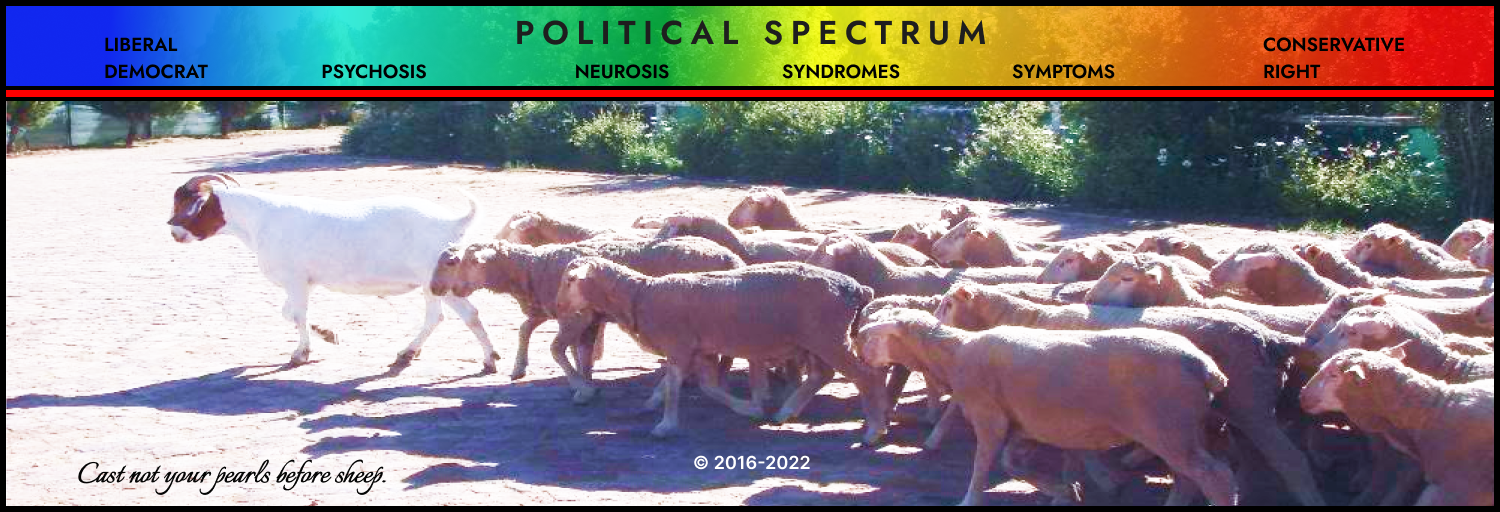 POLITICAL SPECTRUM
LIBERAL
DEMOCRAT
PSYCHOSIS
NEUROSIS
SYNDROMES
SYMPTOMS
CONSERVATIVE
RIGHT
Cast not your pearls before sheep.
© 2016-2022